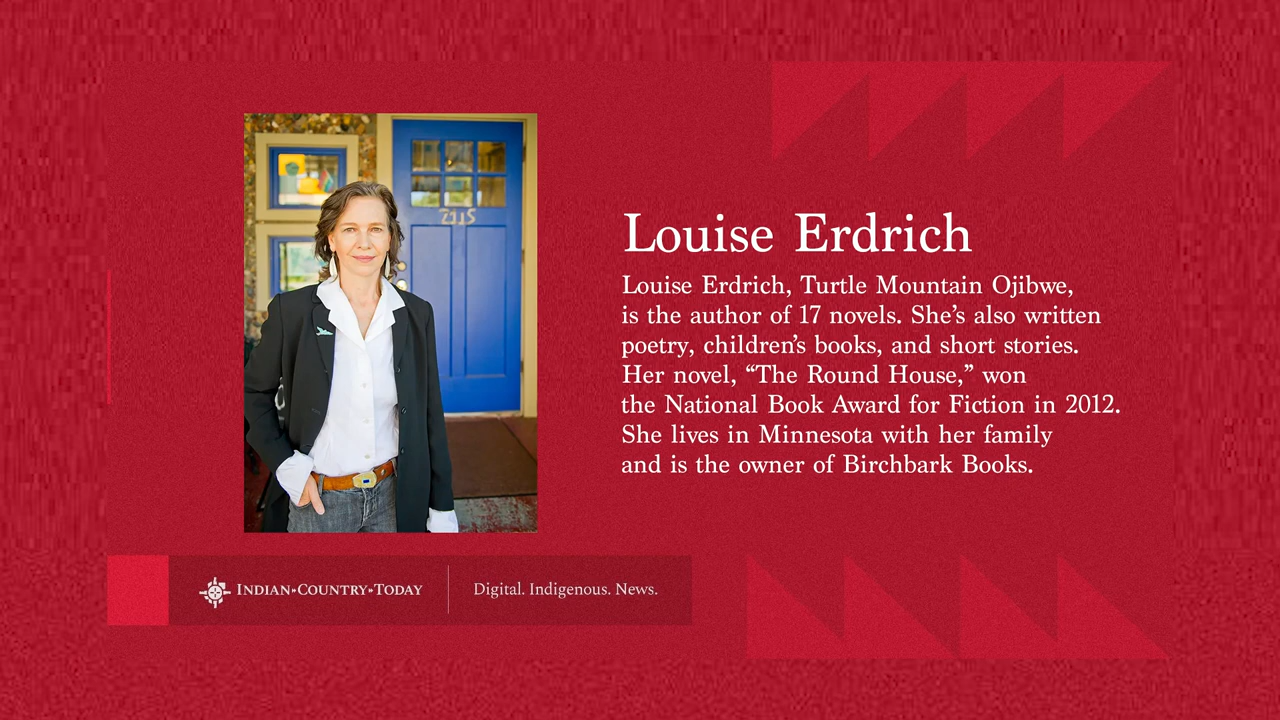 2115
Louise Erdrich
Louise Erdrich, Turtle Mountain Ojibwe,
is the author of 17 novels. She’s also written
poetry, children’s books, and short stories.
Her novel, “The Round House,” won
the National Book Award for Fiction in 2012.
She lives in Minnesota with her family
and is the owner of Birchbark Books.
INDIAN»COUNTRY»TODAY
Digital. Indigenous. News.